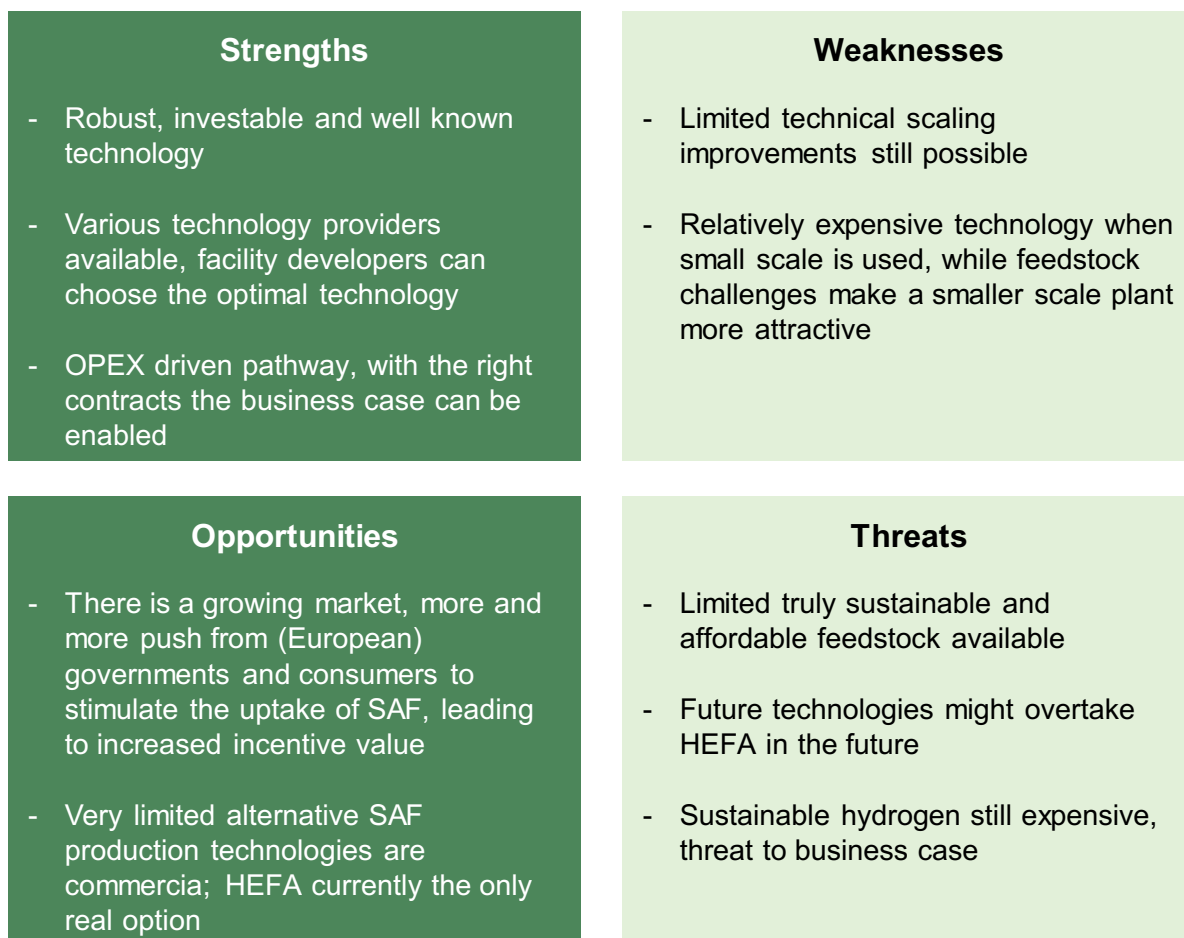 Strengths
- Robust, investable and well known
technology
- Various technology providers
available, facility developers can
choose the optimal technology
- OPEX driven pathway, with the right
contracts the business case can be
enabled
Weaknesses
- Limited technical scaling
improvements still possible
- Relatively expensive technology when
small scale is used, while feedstock
challenges make a smaller scale plant
more attractive
Opportunities
- There is a growing market, more and
more push from (European)
governments and consumers to
stimulate the uptake of SAF, leading
to increased incentive value
- Very limited alternative SAF
production technologies are
commercia; HEFA currently the only
real option
Threats
- Limited truly sustainable and
affordable feedstock available
- Future technologies might overtake
HEFA in the future
- Sustainable hydrogen still expensive,
threat to business case